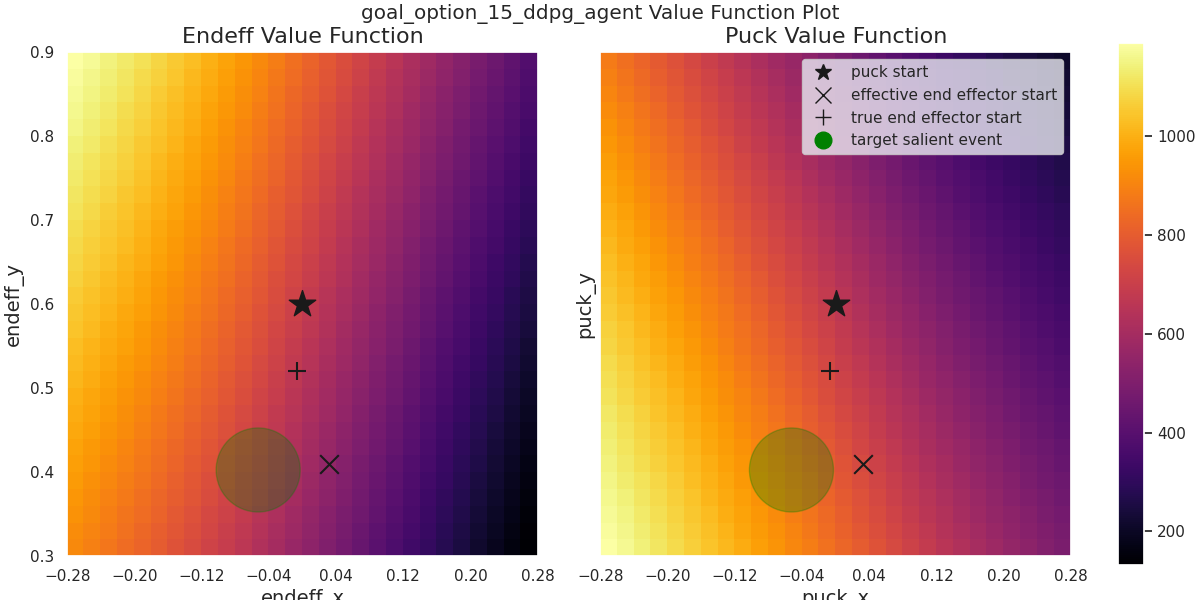 goal_option_15_ddpg_agent Value Function Plot
Endeff Value Function
endeff_y
0.9
0.8
0.7
0.6
0.5
0.4
0.3
−0.28 −0.20 −0.12 −0.04 0.04 0.12 0.20 0.28
endeff_x
Puck Value Function
puck start
effective end effector start
true end effector start
target salient event
puck_y
−0.28 −0.20 −0.12 −0.04 0.04 0.12 0.20 0.28
puck_x
1000
800
600
400
200